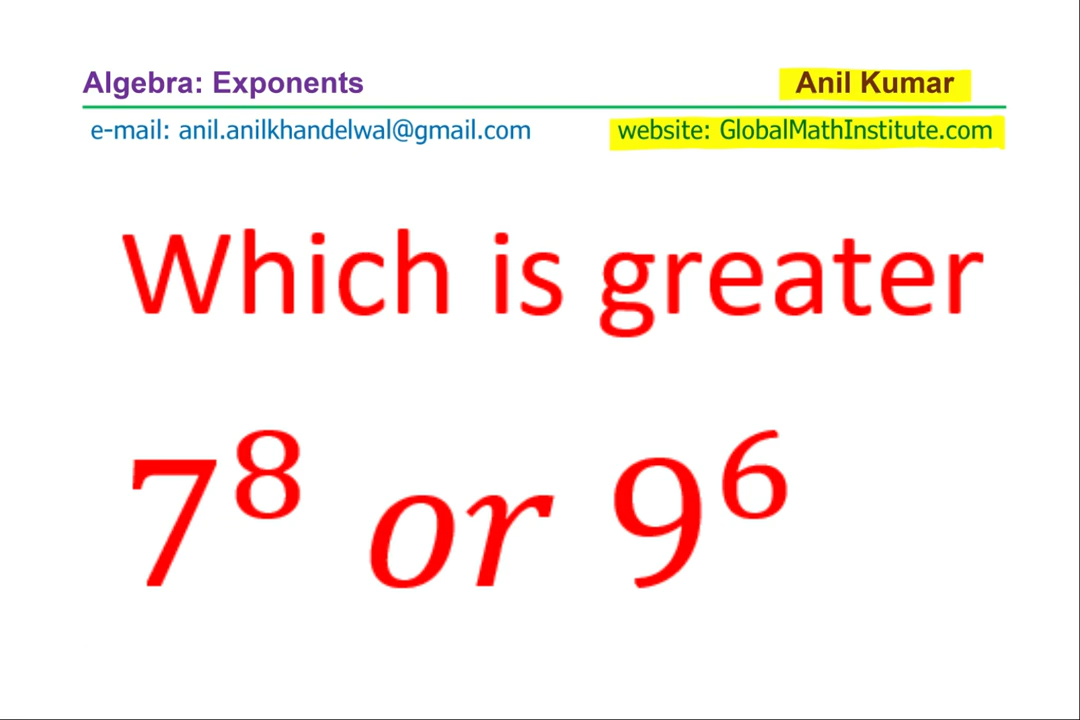 Algebra: Exponents Anil Kumar
e-mail: anil.anilkhandelwal@gmail.com website: GlobalMathInstitute.com
Which is greater
7⁸ or 9⁶